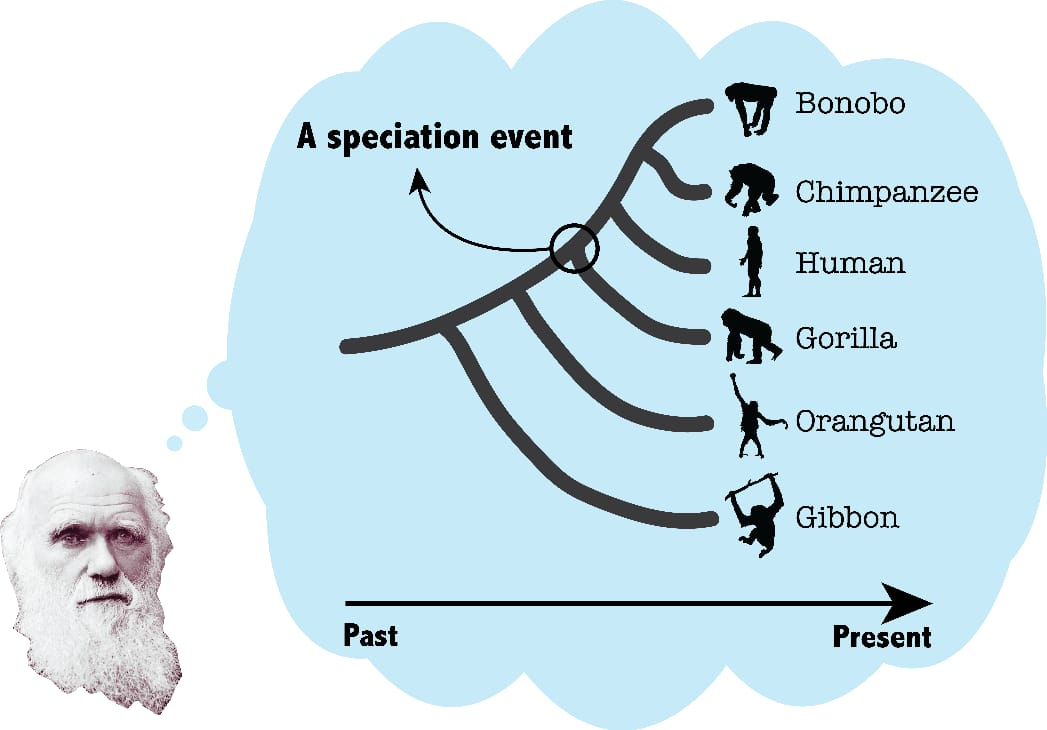 A speciation event
Bonobo
Chimpanzee
Human
Gorilla
Orangutan
Gibbon
Past
Present